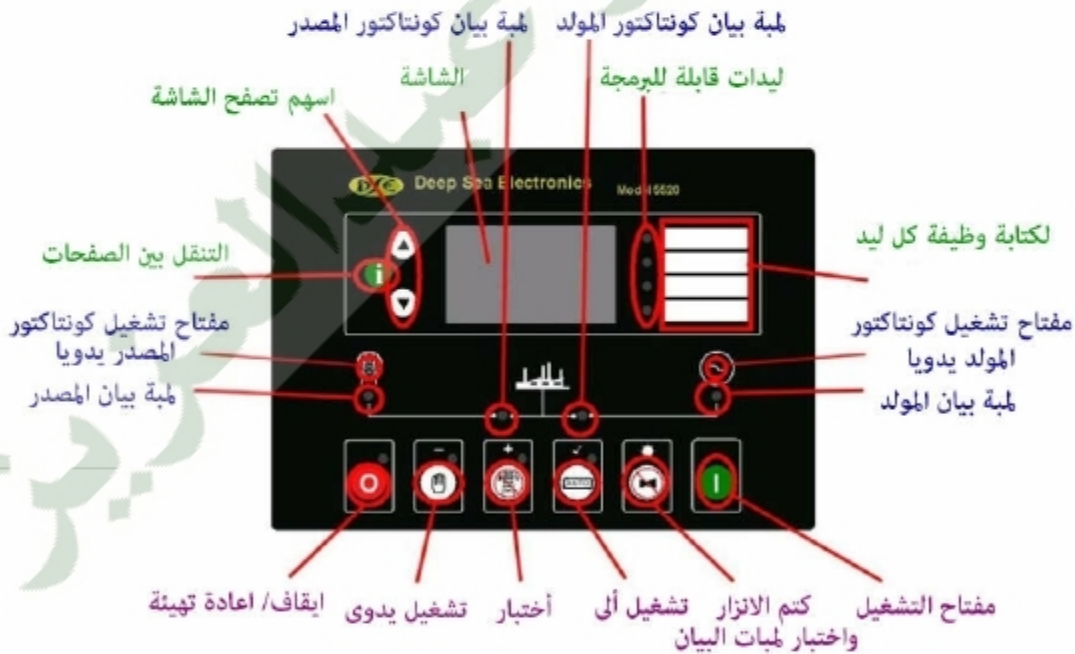 لمبة بيان كونتاكتور المولد
لمبة بيان كونتاكتور المصدر
ليدات قابلة للبرمجة
الشاشة
اسهم تصفح الشاشة
Deep Sea Electronics
Model 5520
لكتابة وظيفة كل ليد
التنقل بين الصفحات
مفتاح تشغيل كونتاكتور
المولد يدويا
مفتاح تشغيل كونتاكتور
المصدر يدويا
لمبة بيان المولد
لمبة بيان المصدر
مفتاح التشغيل
كتم الانزار
واختبار لمبات البيان
تشغيل ألى
أختبار
تشغيل يدوى
ايقاف/ اعادة تهيئة